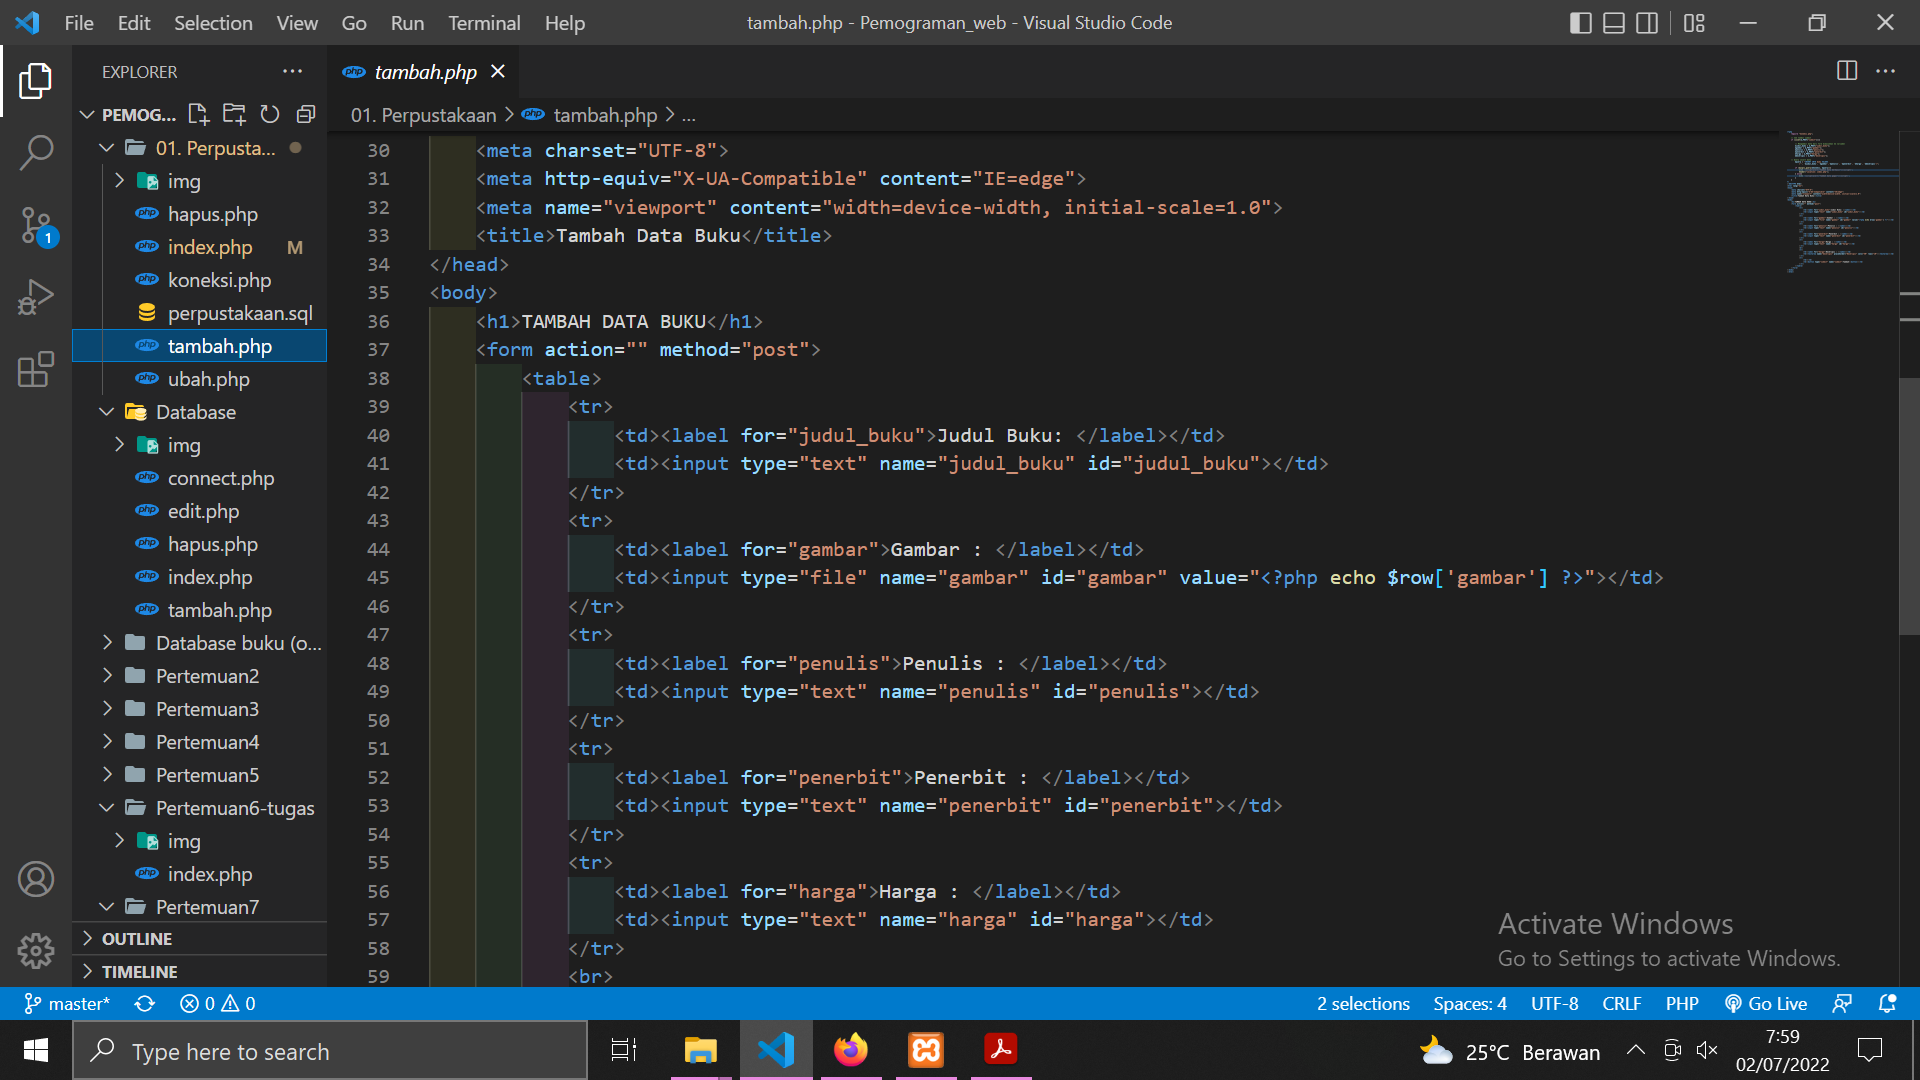 File Edit Selection View Go Run Terminal Help
tambah.php - Pemograman_web - Visual Studio Code
EXPLORER
PEMOG...
01. Perpusta...
img
hapus.php
index.php M
koneksi.php
perpustakaan.sql
tambah.php
ubah.php
Database
img
connect.php
edit.php
hapus.php
index.php
tambah.php
Database buku (o...
Pertemuan2
Pertemuan3
Pertemuan4
Pertemuan5
Pertemuan6-tugas
img
index.php
Pertemuan7
OUTLINE
TIMELINE
1
tambah.php
01. Perpustakaan > tambah.php > ...
30 <meta charset="UTF-8">
31 <meta http-equiv="X-UA-Compatible" content="IE=edge">
32 <meta name="viewport" content="width=device-width, initial-scale=1.0">
33 <title>Tambah Data Buku</title>
34 </head>
35 <body>
36 <h1>TAMBAH DATA BUKU</h1>
37 <form action="" method="post">
38 <table>
39 <tr>
40 <td><label for="judul_buku">Judul Buku: </label></td>
41 <td><input type="text" name="judul_buku" id="judul_buku"></td>
42 </tr>
43 <tr>
44 <td><label for="gambar">Gambar : </label></td>
45 <td><input type="file" name="gambar" id="gambar" value="<?php echo $row['gambar'] ?>"></td>
46 </tr>
47 <tr>
48 <td><label for="penulis">Penulis : </label></td>
49 <td><input type="text" name="penulis" id="penulis"></td>
50 </tr>
51 <tr>
52 <td><label for="penerbit">Penerbit : </label></td>
53 <td><input type="text" name="penerbit" id="penerbit"></td>
54 </tr>
55 <tr>
56 <td><label for="harga">Harga : </label></td>
57 <td><input type="text" name="harga" id="harga"></td>
58 </tr>
59 <br>
Activate Windows
Go to Settings to activate Windows.
master* 0 0
2 selections Spaces: 4 UTF-8 CRLF PHP Go Live
Type here to search
25°C Berawan
7:59
02/07/2022